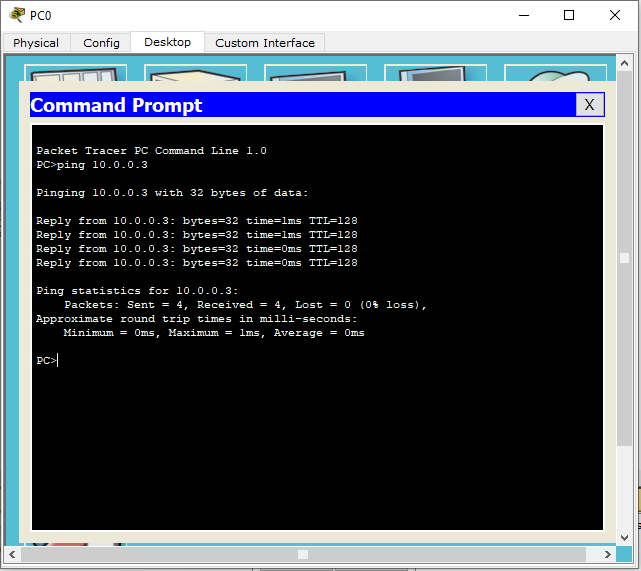 PC0
Physical Config Desktop Custom Interface
Command Prompt X
Packet Tracer PC Command Line 1.0
PC>ping 10.0.0.3
Pinging 10.0.0.3 with 32 bytes of data:
Reply from 10.0.0.3: bytes=32 time=1ms TTL=128
Reply from 10.0.0.3: bytes=32 time=1ms TTL=128
Reply from 10.0.0.3: bytes=32 time=0ms TTL=128
Reply from 10.0.0.3: bytes=32 time=0ms TTL=128
Ping statistics for 10.0.0.3:
Packets: Sent = 4, Received = 4, Lost = 0 (0% loss),
Approximate round trip times in milli-seconds:
Minimum = 0ms, Maximum = 1ms, Average = 0ms
PC>